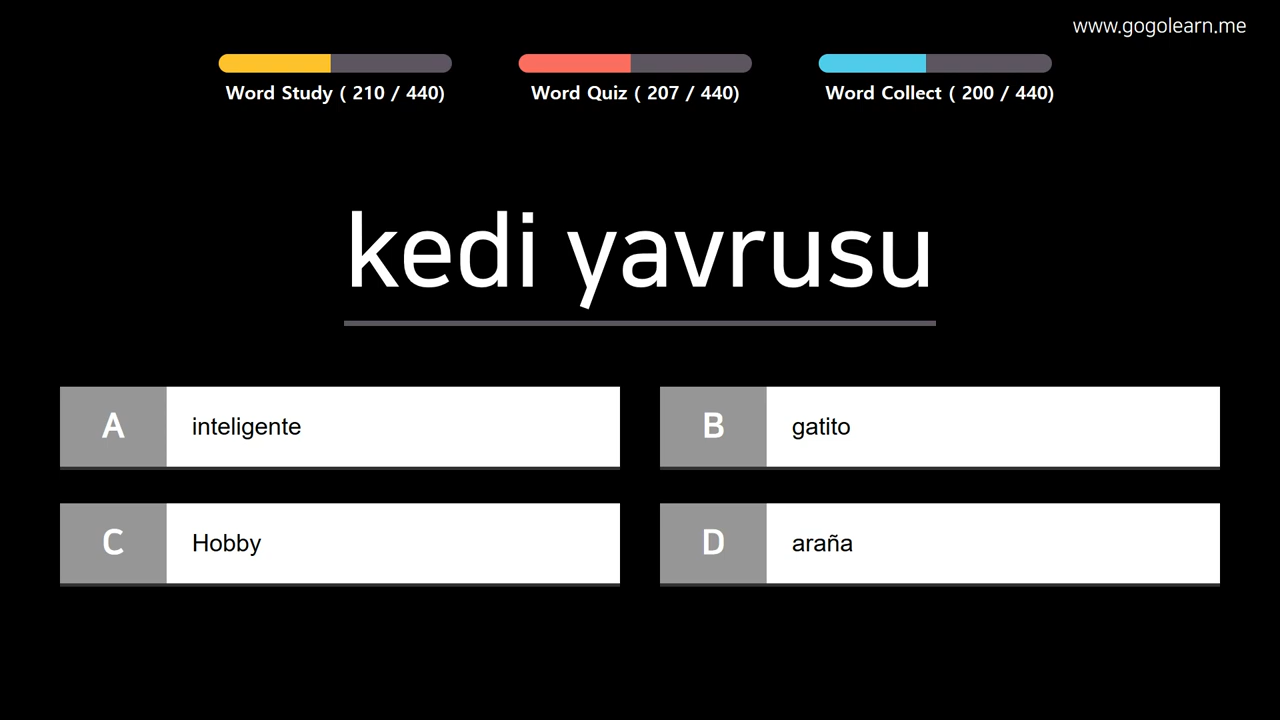 www.gogolearn.me
Word Study ( 210 / 440)
Word Quiz ( 207 / 440)
Word Collect ( 200 / 440)
kedi yavrusu
A inteligente
B gatito
C Hobby
D araña